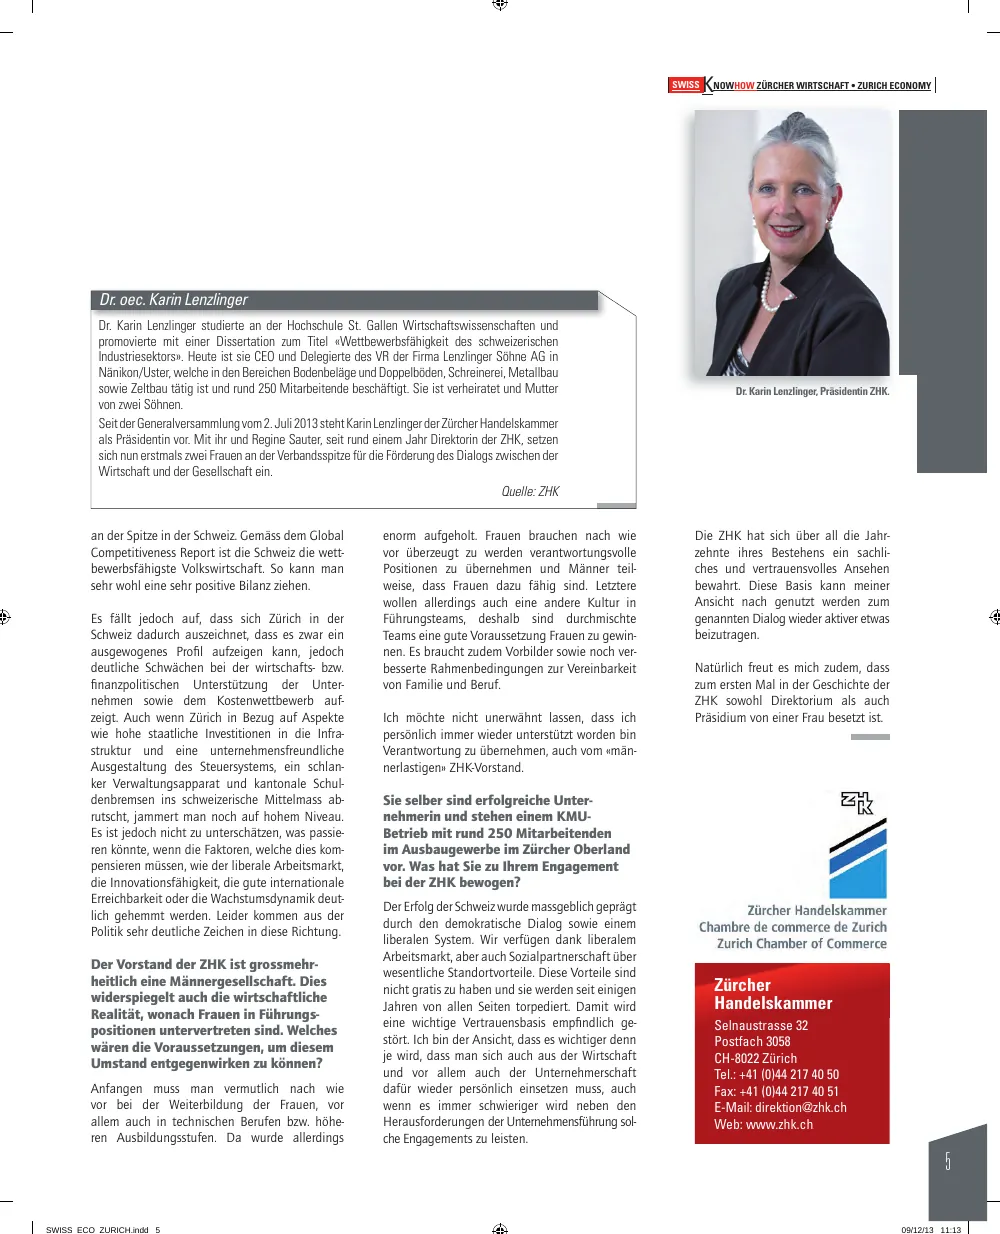 SWISS KNOWHOW ZÜRCHER WIRTSCHAFT • ZURICH ECONOMY
Dr. Karin Lenzlinger, Präsidentin ZHK.
Dr. oec. Karin Lenzlinger
Dr. Karin Lenzlinger studierte an der Hochschule St. Gallen Wirtschaftswissenschaften und
promovierte mit einer Dissertation zum Titel «Wettbewerbsfähigkeit des schweizerischen
Industriesektors». Heute ist sie CEO und Delegierte des VR der Firma Lenzlinger Söhne AG in
Nänikon/Uster, welche in den Bereichen Bodenbeläge und Doppelböden, Schreinerei, Metallbau
sowie Zeltbau tätig ist und rund 250 Mitarbeitende beschäftigt. Sie ist verheiratet und Mutter
von zwei Söhnen.
Seit der Generalversammlung vom 2. Juli 2013 steht Karin Lenzlinger der Zürcher Handelskammer
als Präsidentin vor. Mit ihr und Regine Sauter, seit rund einem Jahr Direktorin der ZHK, setzen
sich nun erstmals zwei Frauen an der Verbandsspitze für die Förderung des Dialogs zwischen der
Wirtschaft und der Gesellschaft ein.
Quelle: ZHK
an der Spitze in der Schweiz. Gemäss dem Global
Competitiveness Report ist die Schweiz die wett-
bewerbsfähigste Volkswirtschaft. So kann man
sehr wohl eine sehr positive Bilanz ziehen.
Es fällt jedoch auf, dass sich Zürich in der
Schweiz dadurch auszeichnet, dass es zwar ein
ausgewogenes Profil aufzeigen kann, jedoch
deutliche Schwächen bei der wirtschafts- bzw.
finanzpolitischen Unterstützung der Unter-
nehmen sowie dem Kostenwettbewerb auf-
zeigt. Auch wenn Zürich in Bezug auf Aspekte
wie hohe staatliche Investitionen in die Infra-
struktur und eine unternehmensfreundliche
Ausgestaltung des Steuersystems, ein schlan-
ker Verwaltungsapparat und kantonale Schul-
denbremsen ins schweizerische Mittelmass ab-
rutscht, jammert man noch auf hohem Niveau.
Es ist jedoch nicht zu unterschätzen, was passie-
ren könnte, wenn die Faktoren, welche dies kom-
pensieren müssen, wie der liberale Arbeitsmarkt,
die Innovationsfähigkeit, die gute internationale
Erreichbarkeit oder die Wachstumsdynamik deut-
lich gehemmt werden. Leider kommen aus der
Politik sehr deutliche Zeichen in diese Richtung.
Der Vorstand der ZHK ist grossmehr-
heitlich eine Männergesellschaft. Dies
widerspiegelt auch die wirtschaftliche
Realität, wonach Frauen in Führungs-
positionen untervertreten sind. Welches
wären die Voraussetzungen, um diesem
Umstand entgegenwirken zu können?
Anfangen muss man vermutlich nach wie
vor bei der Weiterbildung der Frauen, vor
allem auch in technischen Berufen bzw. höhe-
ren Ausbildungsstufen. Da wurde allerdings
enorm aufgeholt. Frauen brauchen nach wie
vor überzeugt zu werden verantwortungsvolle
Positionen zu übernehmen und Männer teil-
weise, dass Frauen dazu fähig sind. Letztere
wollen allerdings auch eine andere Kultur in
Führungsteams, deshalb sind durchmischte
Teams eine gute Voraussetzung Frauen zu gewin-
nen. Es braucht zudem Vorbilder sowie noch ver-
besserte Rahmenbedingungen zur Vereinbarkeit
von Familie und Beruf.
Ich möchte nicht unerwähnt lassen, dass ich
persönlich immer wieder unterstützt worden bin
Verantwortung zu übernehmen, auch vom «män-
nerlastigen» ZHK-Vorstand.
Sie selber sind erfolgreiche Unter-
nehmerin und stehen einem KMU-
Betrieb mit rund 250 Mitarbeitenden
im Ausbaugewerbe im Zürcher Oberland
vor. Was hat Sie zu Ihrem Engagement
bei der ZHK bewogen?
Der Erfolg der Schweiz wurde massgeblich geprägt
durch den demokratische Dialog sowie einem
liberalen System. Wir verfügen dank liberalem
Arbeitsmarkt, aber auch Sozialpartnerschaft über
wesentliche Standortvorteile. Diese Vorteile sind
nicht gratis zu haben und sie werden seit einigen
Jahren von allen Seiten torpediert. Damit wird
eine wichtige Vertrauensbasis empfindlich ge-
stört. Ich bin der Ansicht, dass es wichtiger denn
je wird, dass man sich auch aus der Wirtschaft
und vor allem auch der Unternehmerschaft
dafür wieder persönlich einsetzen muss, auch
wenn es immer schwieriger wird neben den
Herausforderungen der Unternehmensführung sol-
che Engagements zu leisten.
Die ZHK hat sich über all die Jahr-
zehnte ihres Bestehens ein sachli-
ches und vertrauensvolles Ansehen
bewahrt. Diese Basis kann meiner
Ansicht nach genutzt werden zum
genannten Dialog wieder aktiver etwas
beizutragen.
Natürlich freut es mich zudem, dass
zum ersten Mal in der Geschichte der
ZHK sowohl Direktorium als auch
Präsidium von einer Frau besetzt ist.
ZHK
Zürcher Handelskammer
Chambre de commerce de Zurich
Zurich Chamber of Commerce
Zürcher
Handelskammer
Selnaustrasse 32
Postfach 3058
CH-8022 Zürich
Tel.: +41 (0)44 217 40 50
Fax: +41 (0)44 217 40 51
E-Mail: direktion@zhk.ch
Web: www.zhk.ch
5
SWISS ECO ZURICH.indd 5
09/12/13 11:13